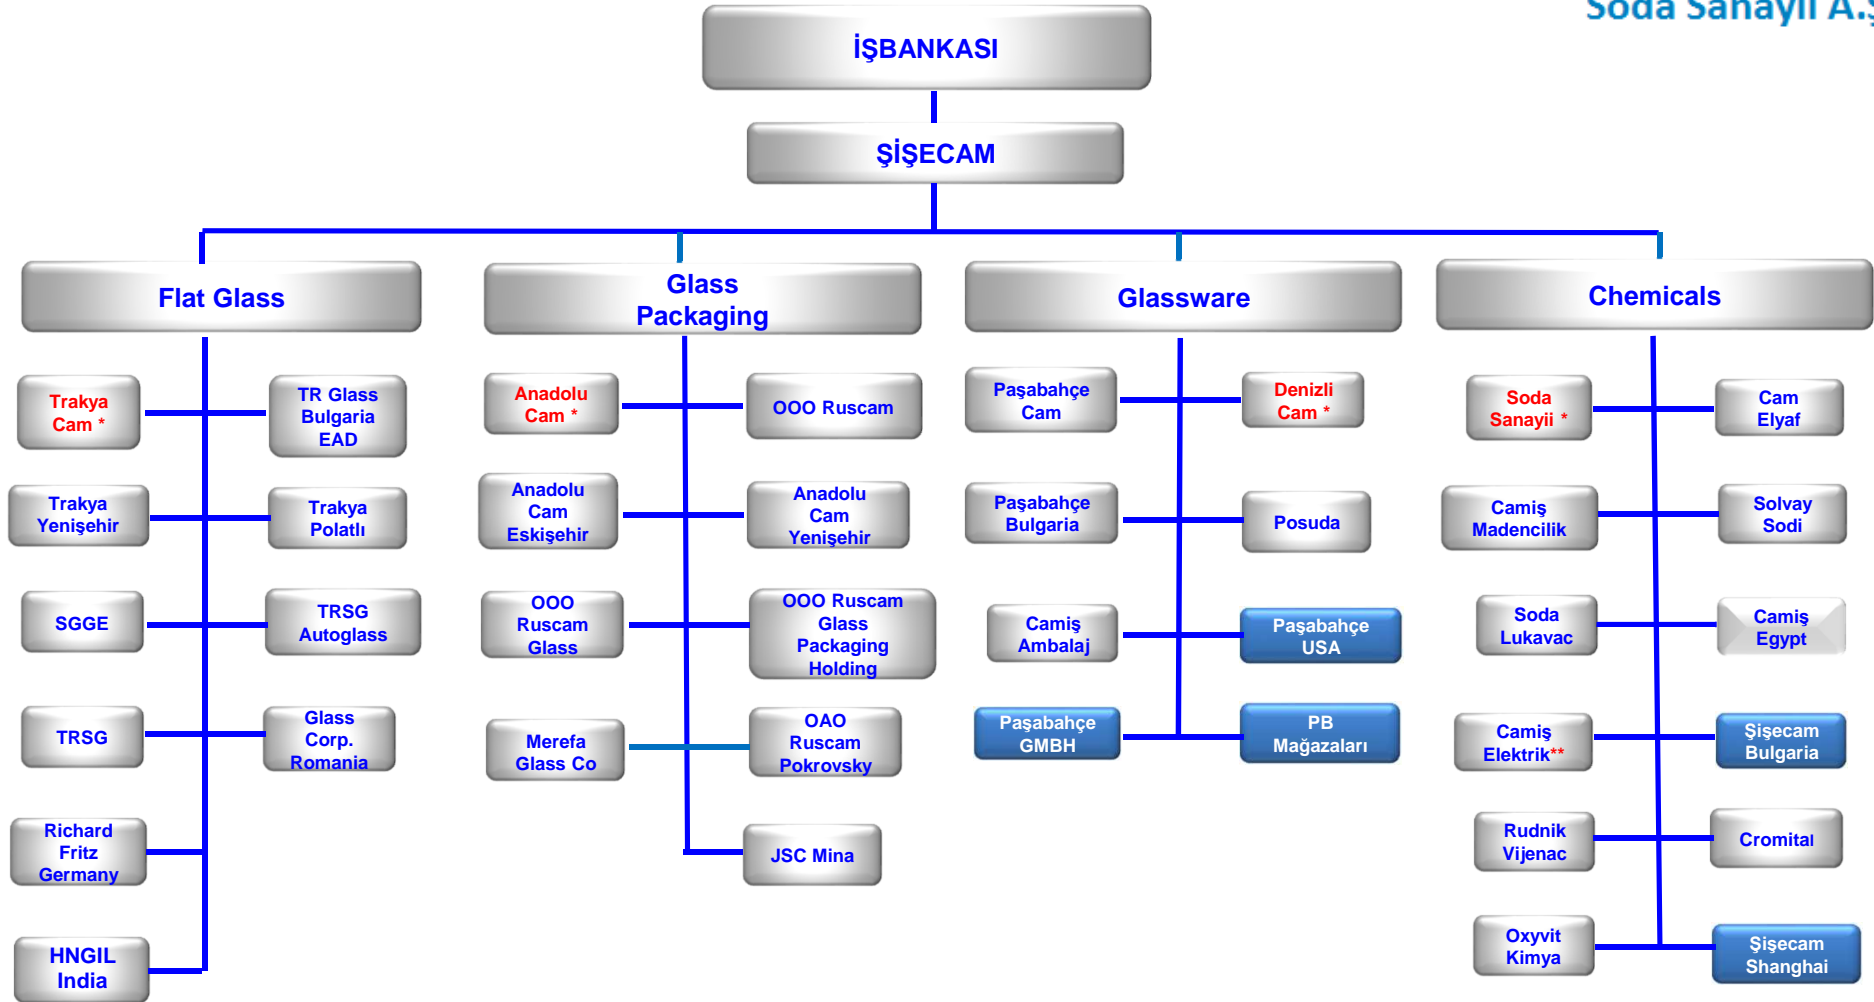 Soda Sanayii A.Ş
İŞBANKASI
ŞİŞECAM
Flat Glass
Glass
Packaging
Glassware
Chemicals
Trakya
Cam *
TR Glass
Bulgaria
EAD
Trakya
Yenişehir
Trakya
Polatlı
SGGE
TRSG
Autoglass
TRSG
Glass
Corp.
Romania
Richard
Fritz
Germany
HNGIL
India
Anadolu
Cam *
OOO Ruscam
Anadolu
Cam
Eskişehir
Anadolu
Cam
Yenişehir
OOO
Ruscam
Glass
OOO Ruscam
Glass
Packaging
Holding
Merefa
Glass Co
OAO
Ruscam
Pokrovsky
JSC Mina
Paşabahçe
Cam
Denizli
Cam *
Paşabahçe
Bulgaria
Posuda
Camiş
Ambalaj
Paşabahçe
USA
Paşabahçe
GMBH
PB
Mağazaları
Soda
Sanayii *
Cam
Elyaf
Camiş
Madencilik
Solvay
Sodi
Soda
Lukavac
Camiş
Egypt
Camiş
Elektrik**
Şişecam
Bulgaria
Rudnik
Vijenac
Cromital
Oxyvit
Kimya
Şişecam
Shanghai